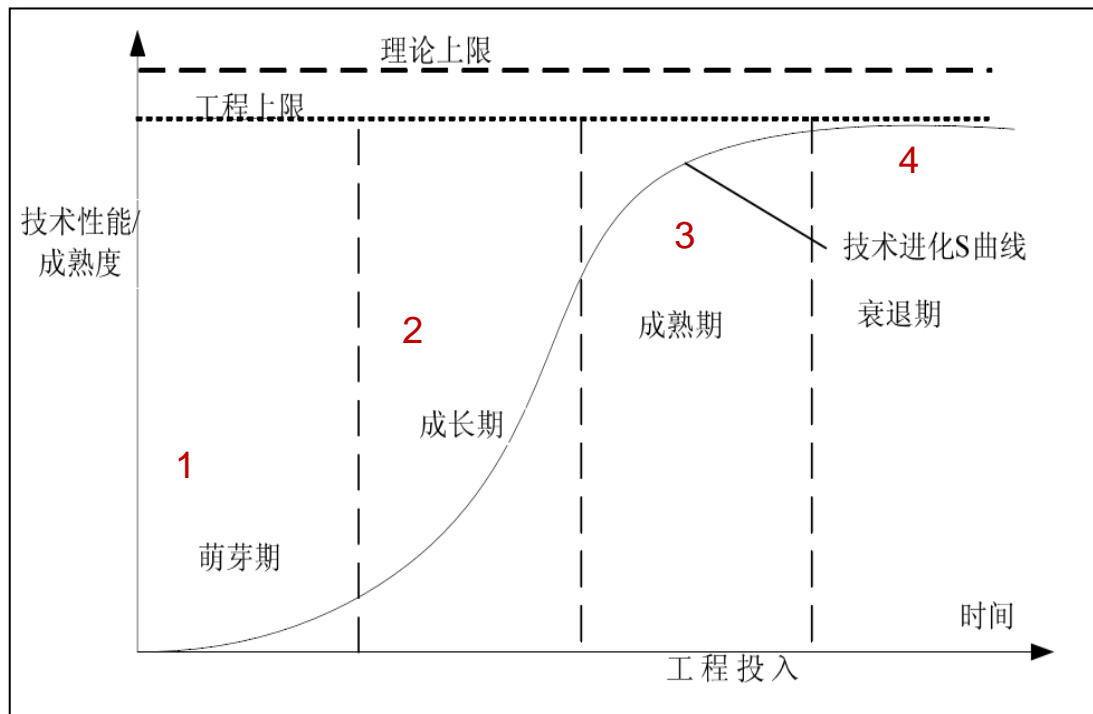 理论上限
工程上限
4
技术性能/
成熟度
3
技术进化S曲线
2
成熟期
衰退期
成长期
1
萌芽期
时间
工程投入